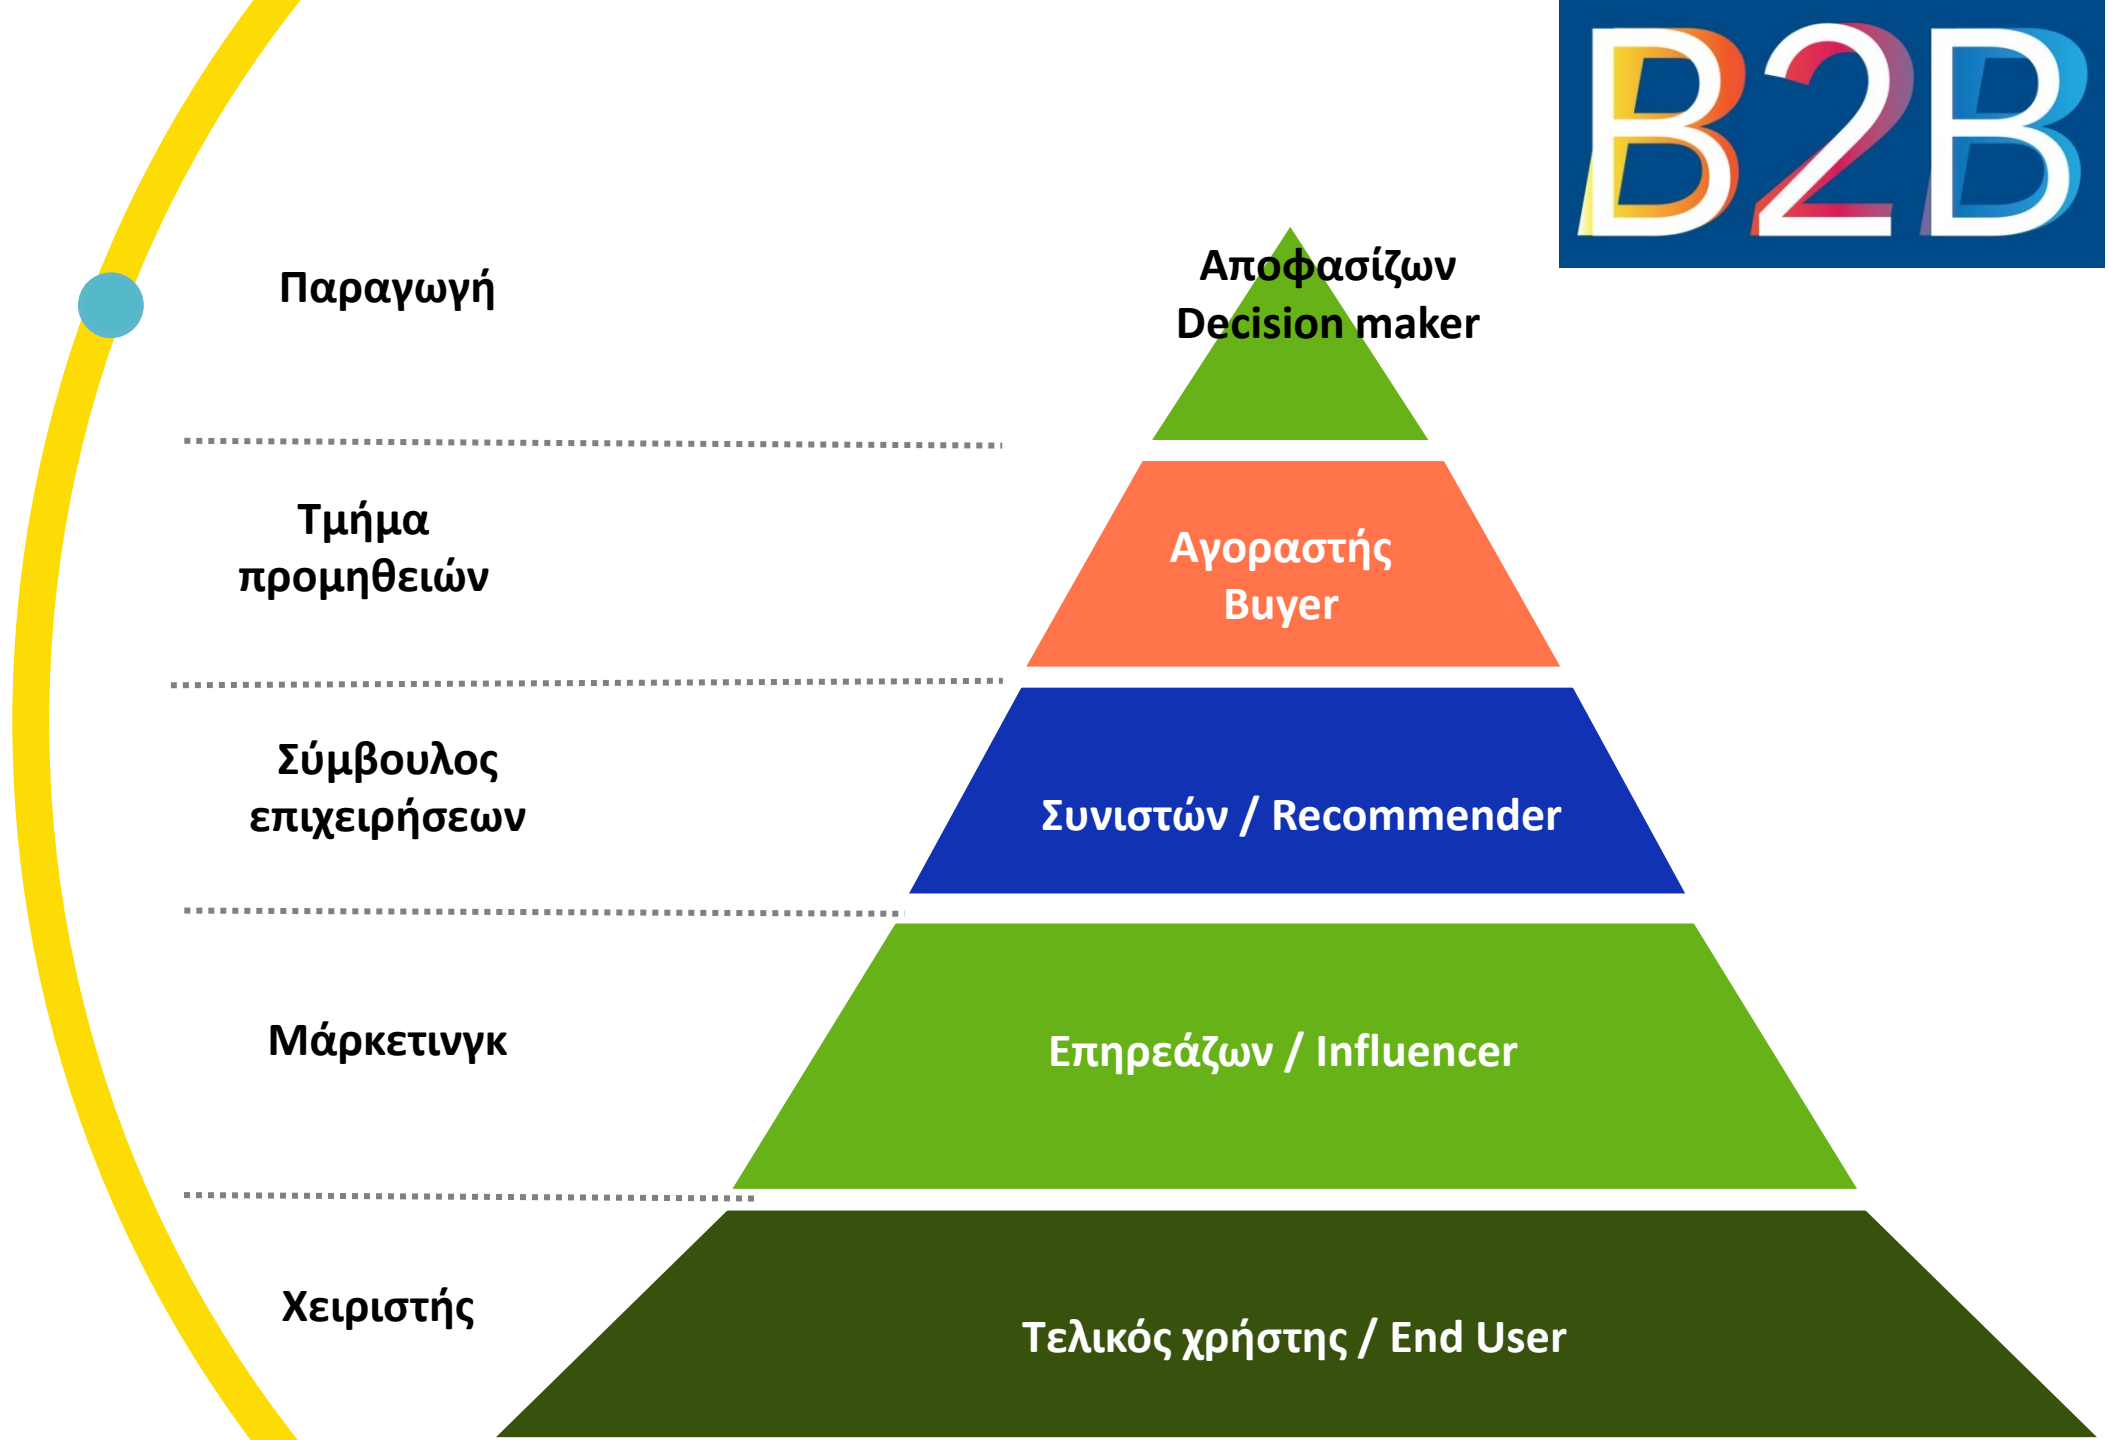 B2B
Παραγωγή
Αποφασίζων
Decision maker
Τμήμα
προμηθειών
Αγοραστής
Buyer
Σύμβουλος
επιχειρήσεων
Συνιστών / Recommender
Μάρκετινγκ
Επηρεάζων / Influencer
Χειριστής
Τελικός χρήστης / End User